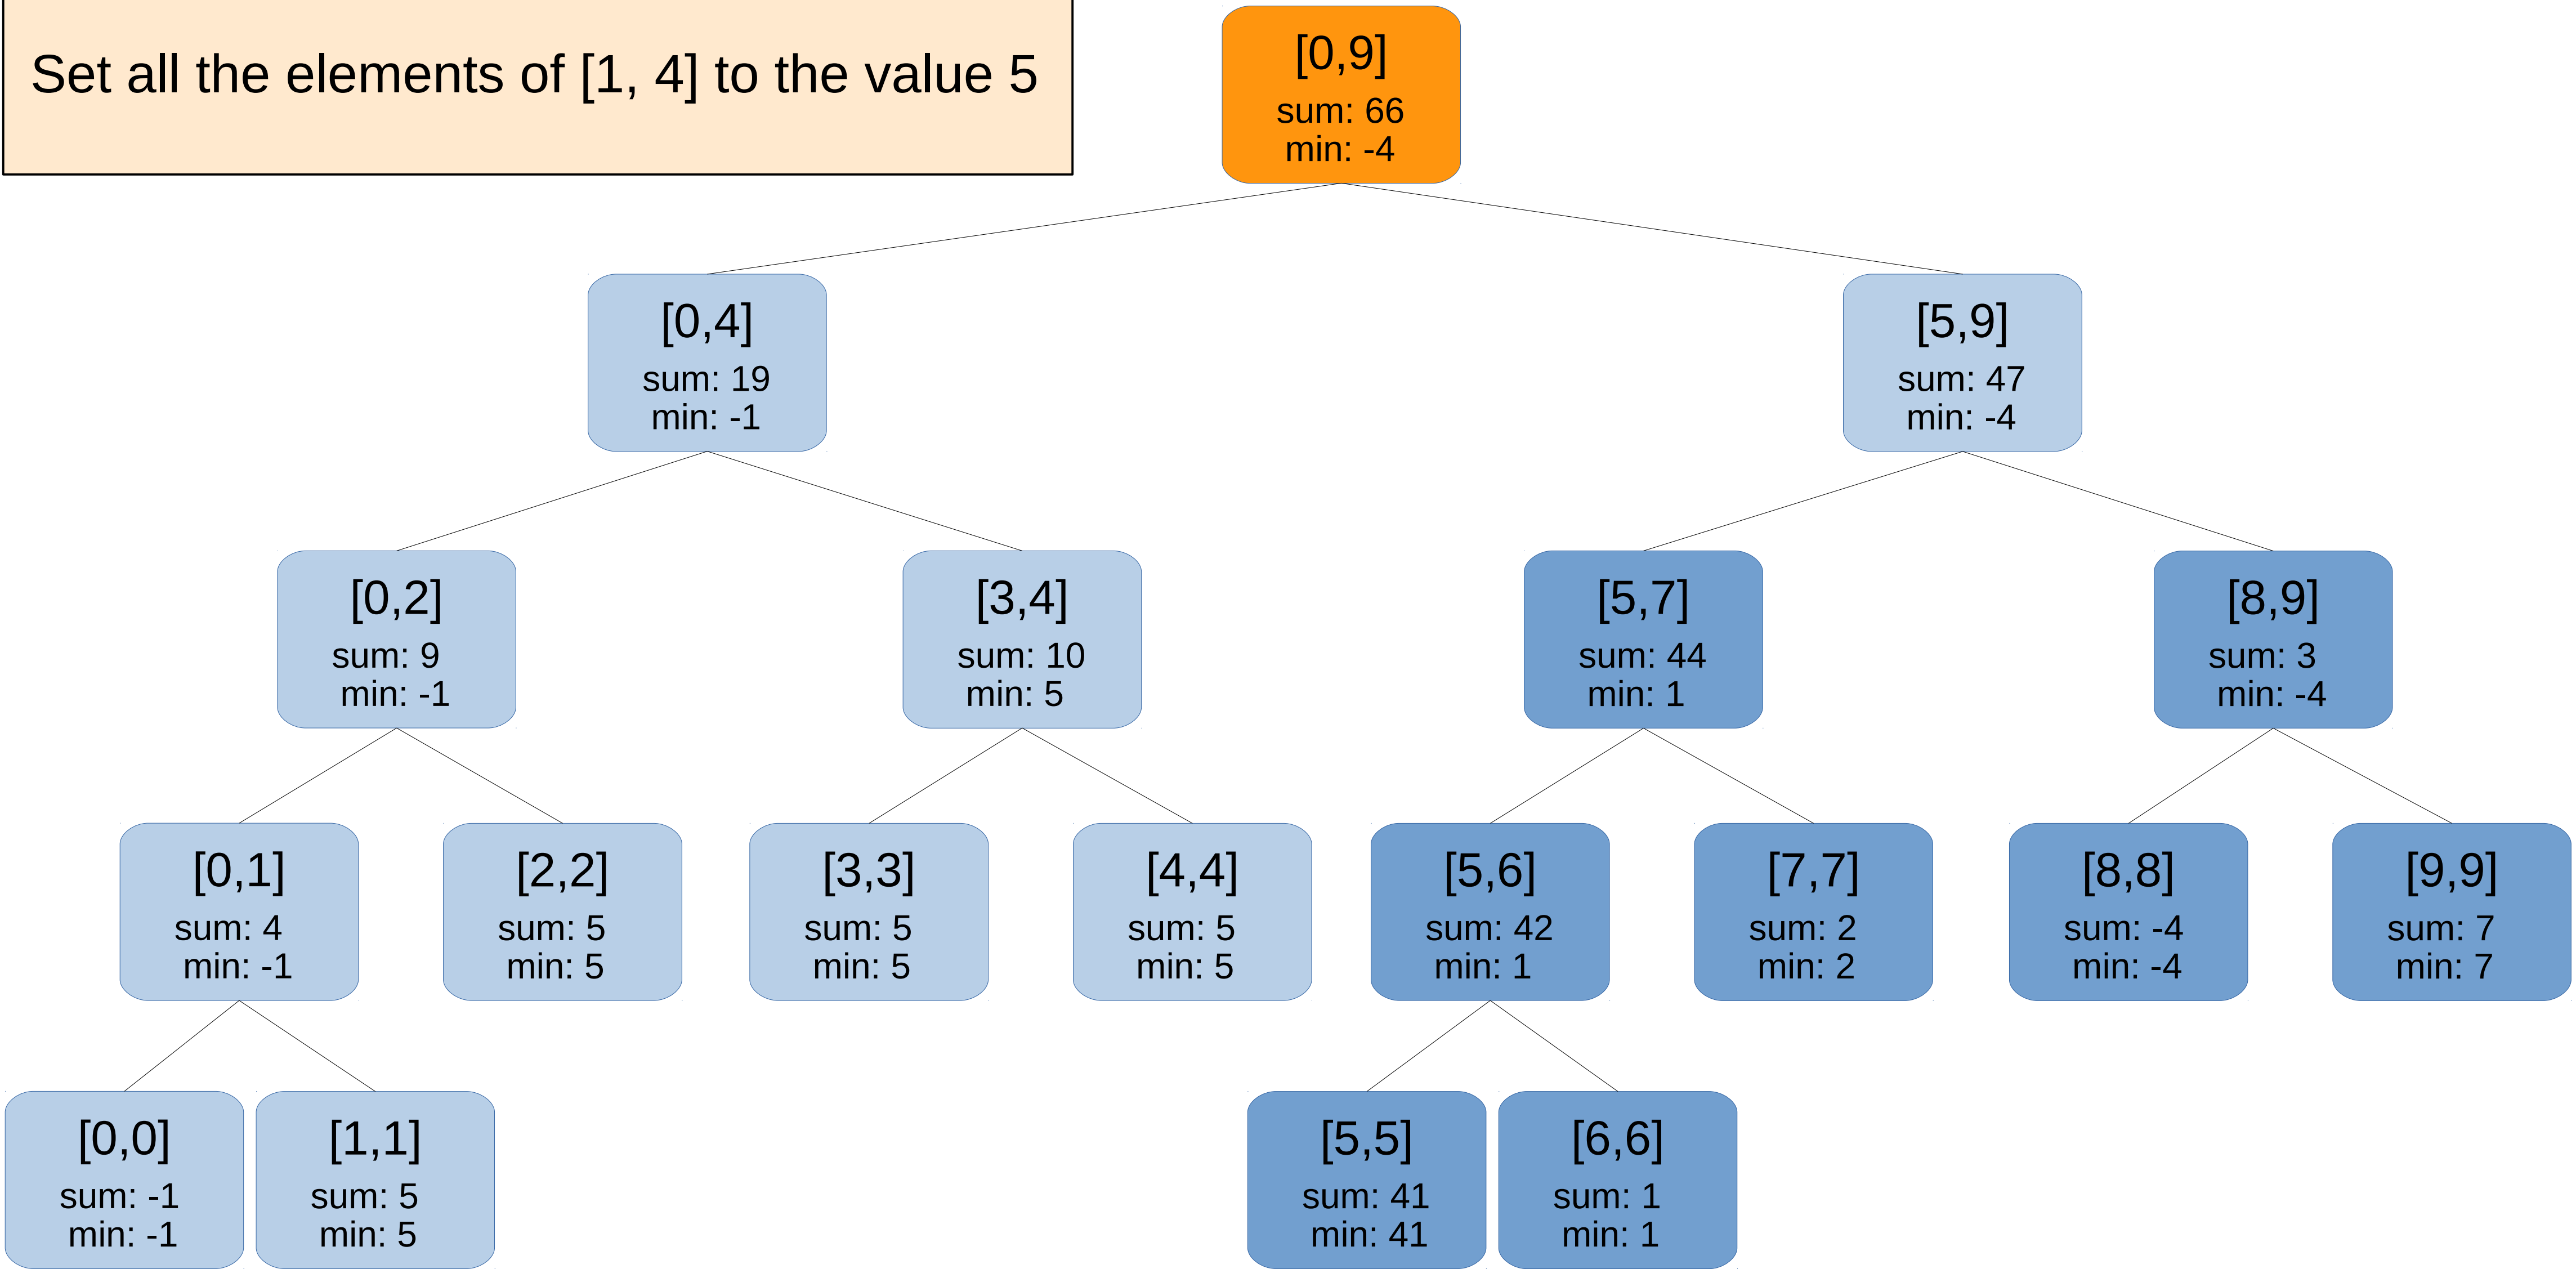 Set all the elements of [1, 4] to the value 5
[0,9]
sum: 66
min: -4
[0,4]
sum: 19
min: -1
[5,9]
sum: 47
min: -4
[0,2]
sum: 9
min: -1
[3,4]
sum: 10
min: 5
[5,7]
sum: 44
min: 1
[8,9]
sum: 3
min: -4
[0,1]
sum: 4
min: -1
[2,2]
sum: 5
min: 5
[3,3]
sum: 5
min: 5
[4,4]
sum: 5
min: 5
[5,6]
sum: 42
min: 1
[7,7]
sum: 2
min: 2
[8,8]
sum: -4
min: -4
[9,9]
sum: 7
min: 7
[0,0]
sum: -1
min: -1
[1,1]
sum: 5
min: 5
[5,5]
sum: 41
min: 41
[6,6]
sum: 1
min: 1